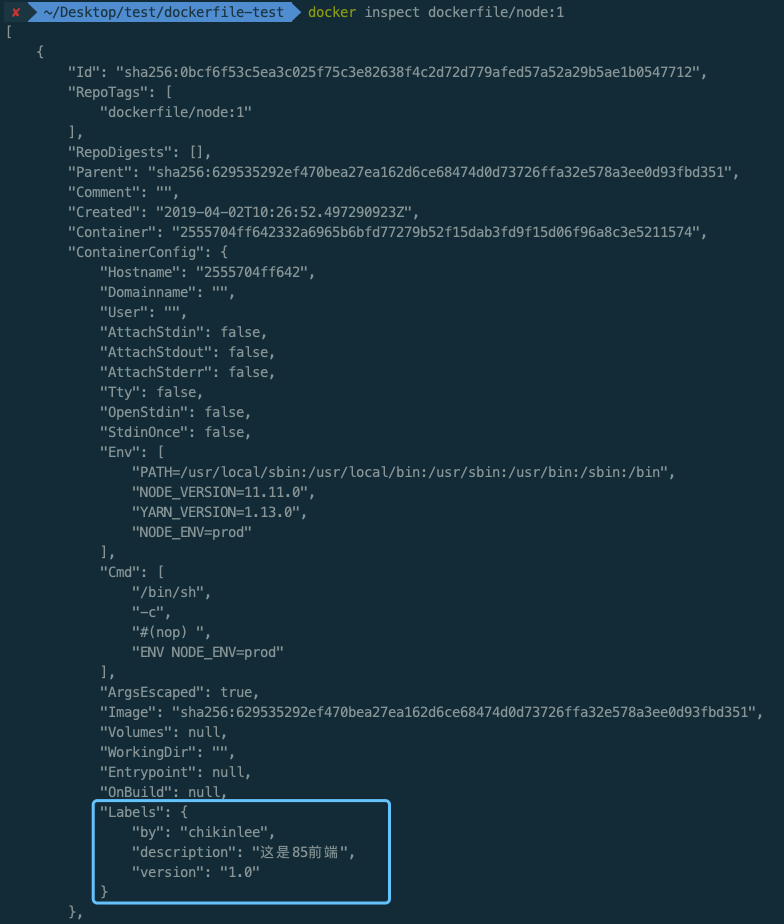 ✘ ~/Desktop/test/dockerfile-test docker inspect dockerfile/node:1
[
    {
        "Id": "sha256:0bcf6f53c5ea3c025f75c3e82638f4c2d72d779afed57a52a29b5ae1b0547712",
        "RepoTags": [
            "dockerfile/node:1"
        ],
        "RepoDigests": [],
        "Parent": "sha256:629535292ef470bea27ea162d6ce68474d0d73726ffa32e578a3ee0d93fbd351",
        "Comment": "",
        "Created": "2019-04-02T10:26:52.497290923Z",
        "Container": "2555704ff642332a6965b6bfd77279b52f15dab3fd9f15d06f96a8c3e5211574",
        "ContainerConfig": {
            "Hostname": "2555704ff642",
            "Domainname": "",
            "User": "",
            "AttachStdin": false,
            "AttachStdout": false,
            "AttachStderr": false,
            "Tty": false,
            "OpenStdin": false,
            "StdinOnce": false,
            "Env": [
                "PATH=/usr/local/sbin:/usr/local/bin:/usr/sbin:/usr/bin:/sbin:/bin",
                "NODE_VERSION=11.11.0",
                "YARN_VERSION=1.13.0",
                "NODE_ENV=prod"
            ],
            "Cmd": [
                "/bin/sh",
                "-c",
                "#(nop) ",
                "ENV NODE_ENV=prod"
            ],
            "ArgsEscaped": true,
            "Image": "sha256:629535292ef470bea27ea162d6ce68474d0d73726ffa32e578a3ee0d93fbd351",
            "Volumes": null,
            "WorkingDir": "",
            "Entrypoint": null,
            "OnBuild": null,
            "Labels": {
                "by": "chikinlee",
                "description": "这是85前端",
                "version": "1.0"
            }
        },